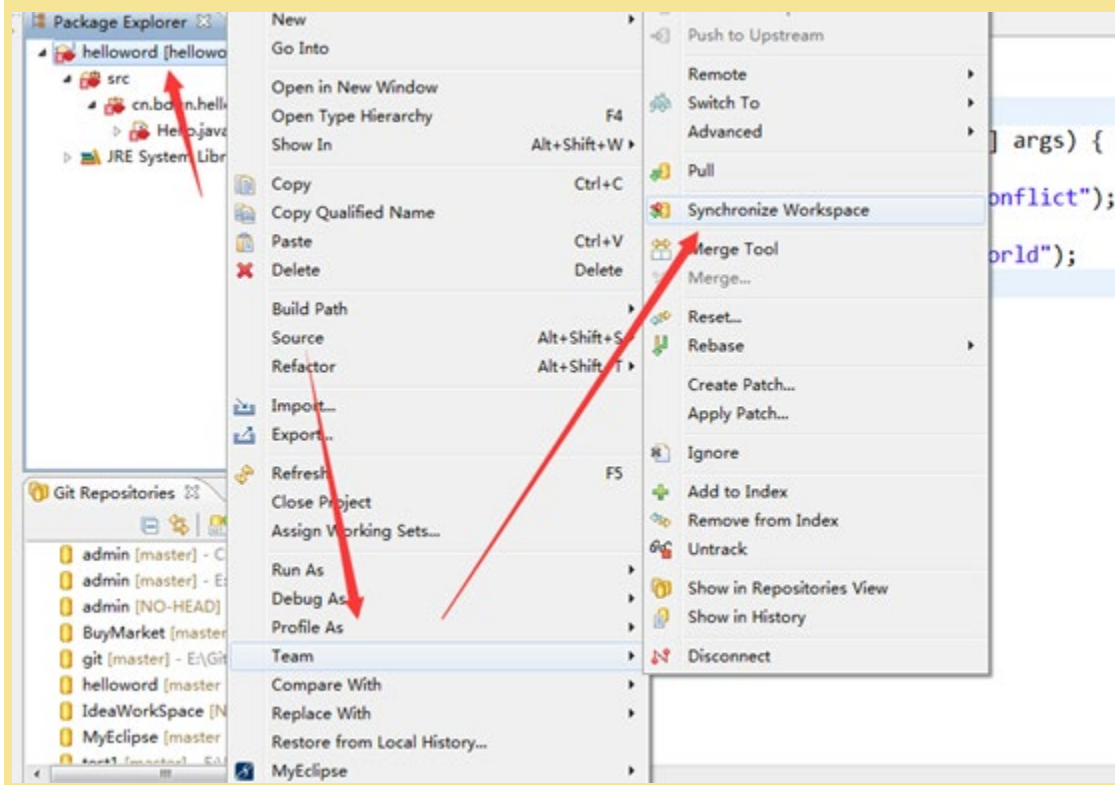 Package Explorer
helloword [hellowo
src
cn.bdqn.hell
Hello.java
JRE System Libr
Git Repositories
admin [master] - C
admin [master] - E:
admin [NO-HEAD]
BuyMarket [master
git [master] - E:\Git
helloword [master
IdeaWorkSpace [N
MyEclipse [master
New
Go Into
Open in New Window
Open Type Hierarchy F4
Show In Alt+Shift+W
Copy Ctrl+C
Copy Qualified Name
Paste Ctrl+V
Delete Delete
Build Path
Source Alt+Shift+S
Refactor Alt+Shift+T
Import...
Export...
Refresh F5
Close Project
Assign Working Sets...
Run As
Debug As
Profile As
Team
Compare With
Replace With
Restore from Local History...
MyEclipse
Push to Upstream
Remote
Switch To
Advanced
Pull
Synchronize Workspace
Merge Tool
Merge...
Reset...
Rebase
Create Patch...
Apply Patch...
Ignore
Add to Index
Remove from Index
Untrack
Show in Repositories View
Show in History
Disconnect
] args) {
onflict");
orld");